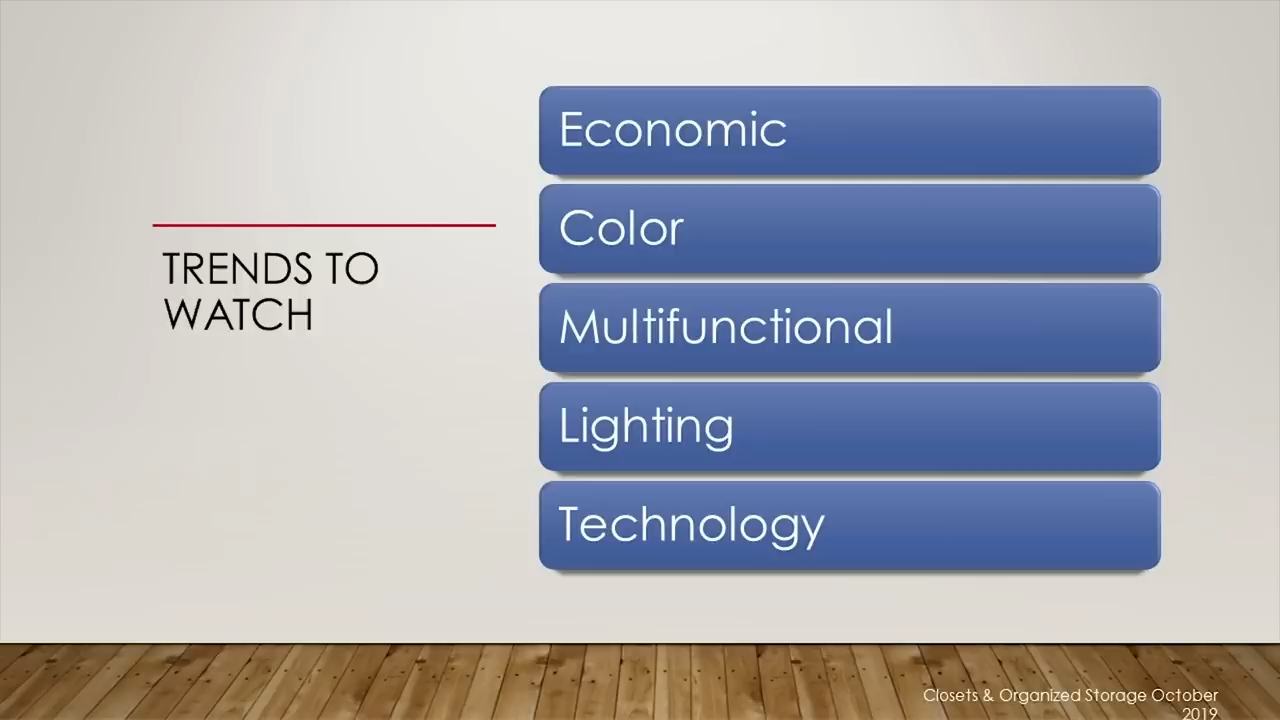 TRENDS TO
WATCH
Economic
Color
Multifunctional
Lighting
Technology
Closets & Organized Storage October
2019